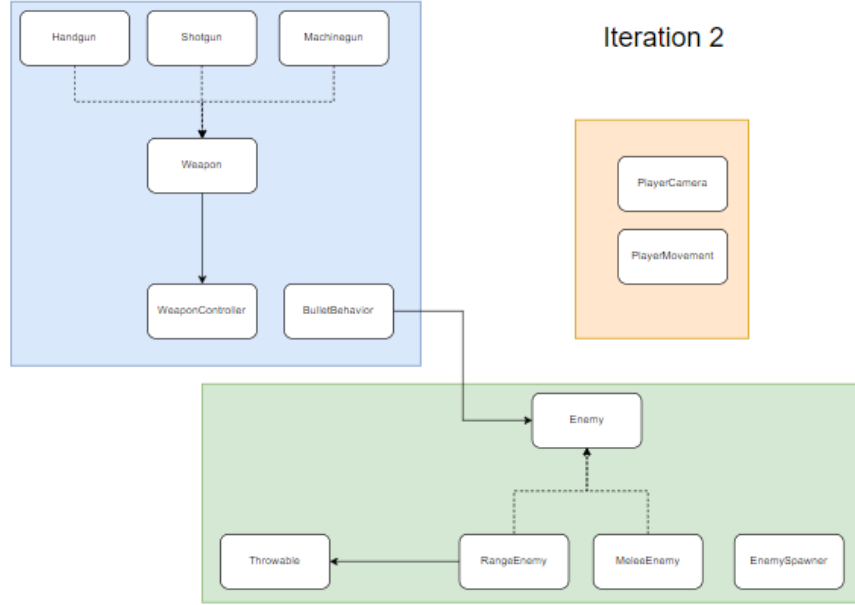 Handgun
Shotgun
Machinegun
Iteration 2
Weapon
PlayerCamera
PlayerMovement
WeaponController
BulletBehavior
Enemy
Throwable
RangeEnemy
MeleeEnemy
EnemySpawner